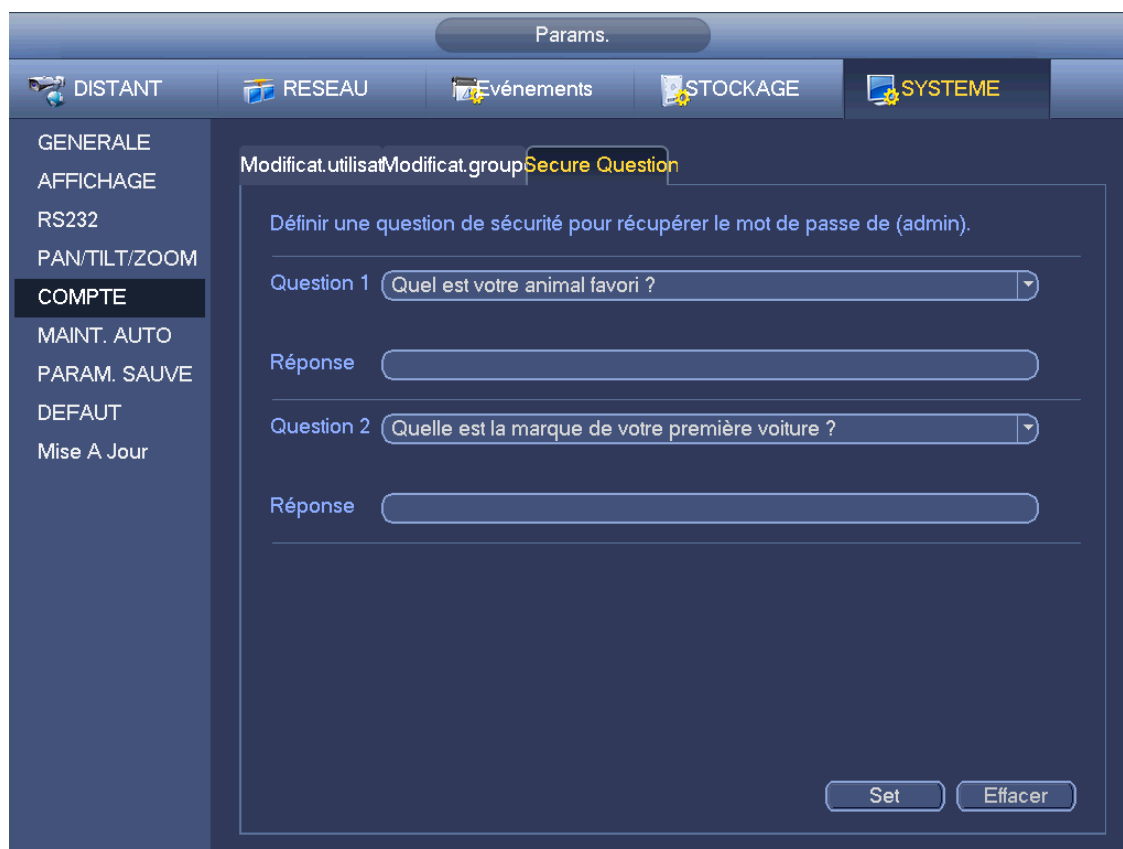 Params.
DISTANT RESEAU Evénements STOCKAGE SYSTEME
GENERALE
AFFICHAGE
RS232
PAN/TILT/ZOOM
COMPTE
MAINT. AUTO
PARAM. SAUVE
DEFAUT
Mise A Jour
Modificat.utilisat Modificat.group Secure Question
Définir une question de sécurité pour récupérer le mot de passe de (admin).
Question 1 Quel est votre animal favori ?
Réponse
Question 2 Quelle est la marque de votre première voiture ?
Réponse
Set Effacer